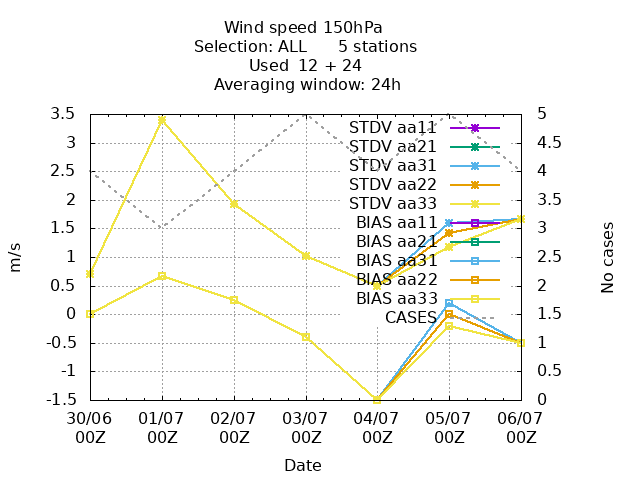 Wind speed 150hPa
Selection: ALL 5 stations
Used 12 + 24
Averaging window: 24h
3.5
3
2.5
2
1.5
1
0.5
0
-0.5
-1
-1.5
m/s
5
4.5
4
3.5
3
2.5
2
1.5
1
0.5
0
No cases
STDV aa11
STDV aa21
STDV aa31
STDV aa22
STDV aa33
BIAS aa11
BIAS aa21
BIAS aa31
BIAS aa22
BIAS aa33
CASES
30/06 01/07 02/07 03/07 04/07 05/07 06/07
00Z 00Z 00Z 00Z 00Z 00Z 00Z
Date